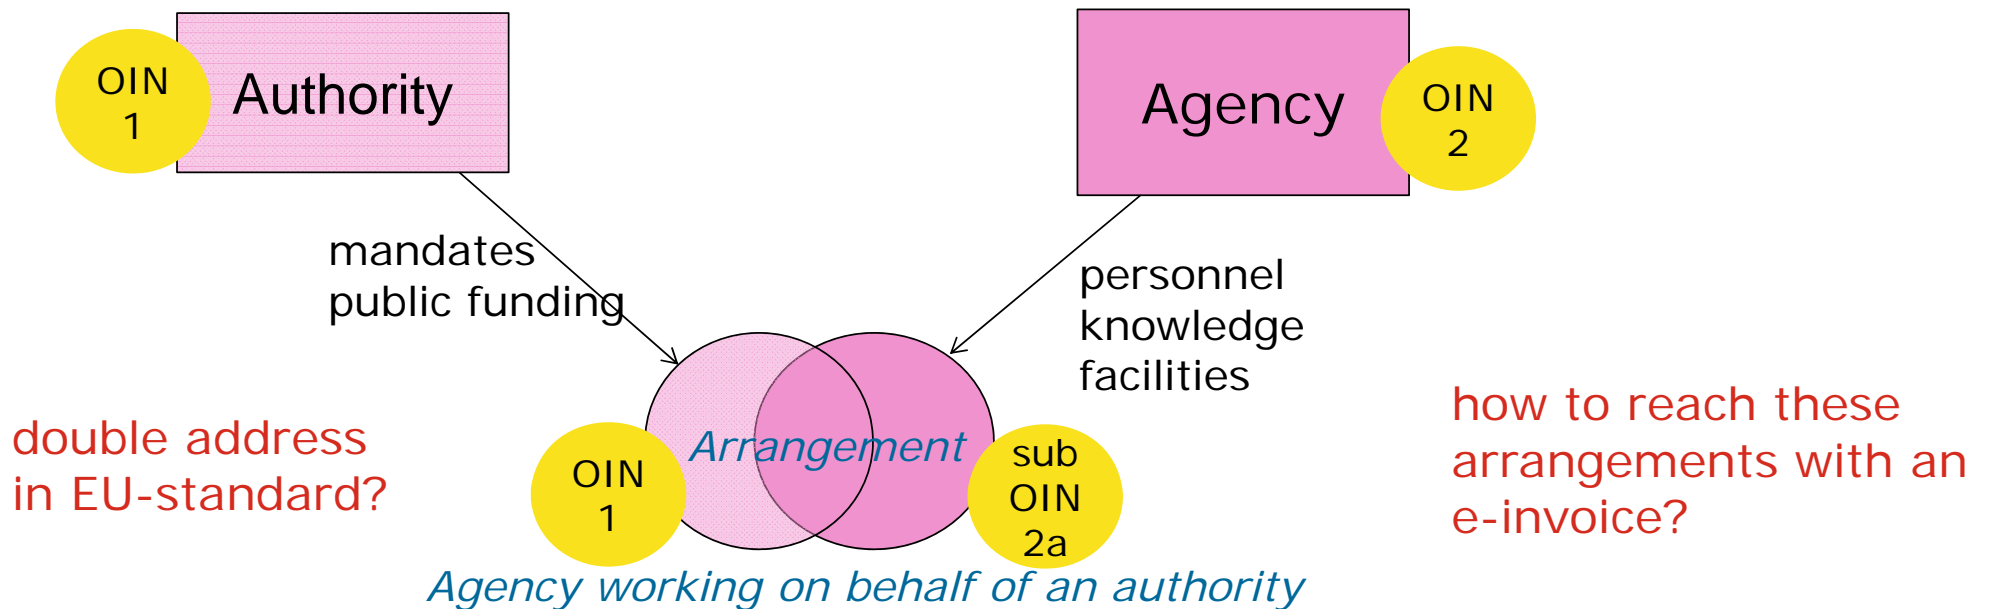 OIN
1
Authority
Agency
OIN
2
mandates
public funding
personnel
knowledge
facilities
double address
in EU-standard?
OIN
1
Arrangement
sub
OIN
2a
how to reach these
arrangements with an
e-invoice?
Agency working on behalf of an authority